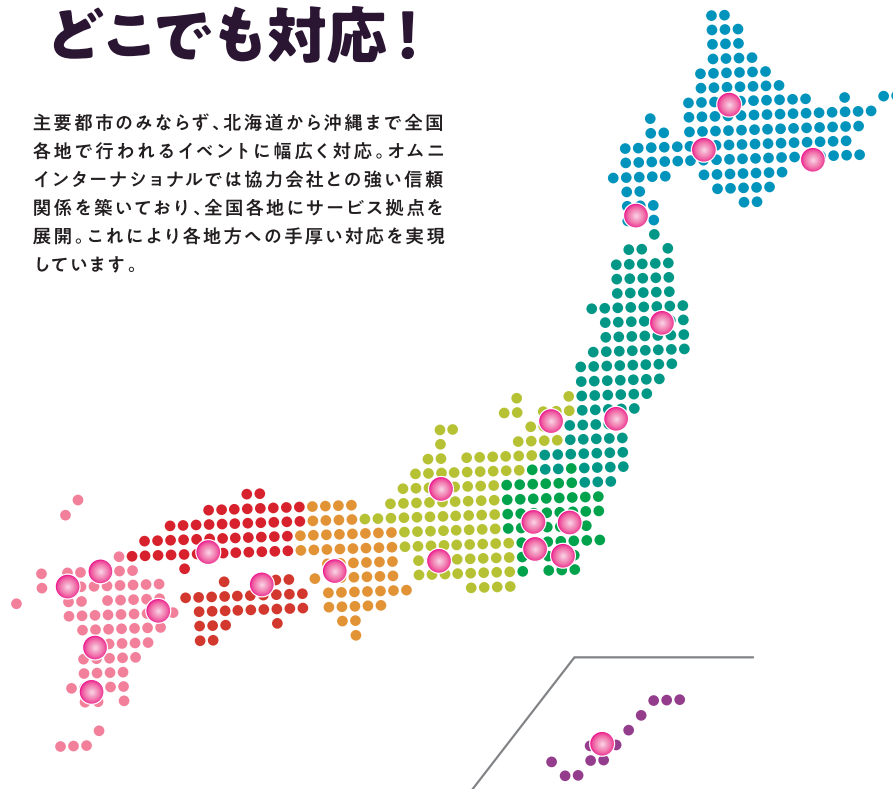 どこでも対応！
主要都市のみならず、北海道から沖縄まで全国
各地で行われるイベントに幅広く対応。オムニ
インターナショナルでは協力会社との強い信頼
関係を築いており、全国各地にサービス拠点を
展開。これにより各地方への手厚い対応を実現
しています。